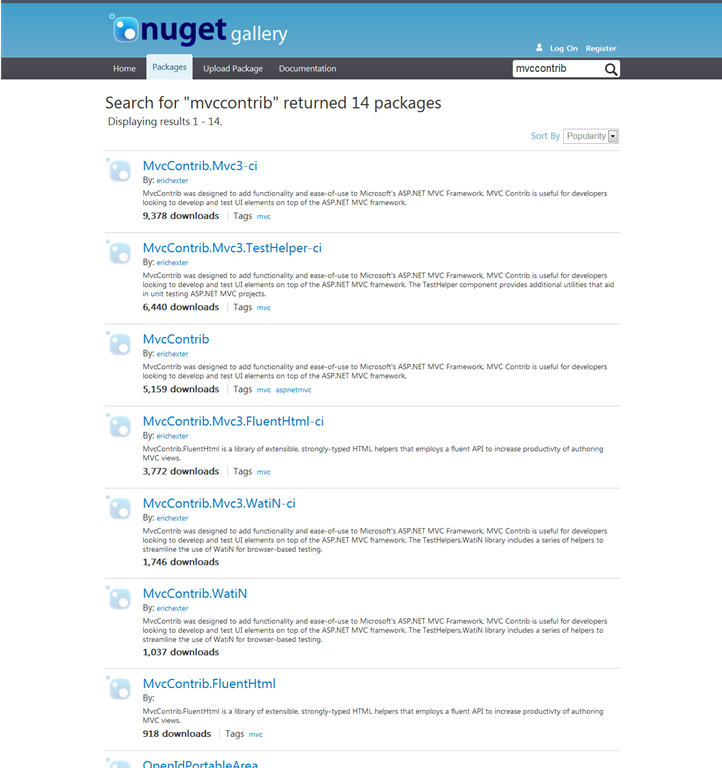 nuget gallery
Log On Register
Home Packages Upload Package Documentation mvccontrib
Search for "mvccontrib" returned 14 packages
Displaying results 1 - 14.
Sort By Popularity
MvcContrib.Mvc3-ci
By: erichexter
MvcContrib was designed to add functionality and ease-of-use to Microsoft's ASP.NET MVC Framework. MVC Contrib is useful for developers
looking to develop and test UI elements on top of the ASP.NET MVC framework.
9,378 downloads Tags mvc
MvcContrib.Mvc3.TestHelper-ci
By: erichexter
MvcContrib was designed to add functionality and ease-of-use to Microsoft's ASP.NET MVC Framework. MVC Contrib is useful for developers
looking to develop and test UI elements on top of the ASP.NET MVC framework. The TestHelper component provides additional utilities that aid
in unit testing ASP.NET MVC projects.
6,440 downloads Tags mvc
MvcContrib
By: erichexter
MvcContrib was designed to add functionality and ease-of-use to Microsoft's ASP.NET MVC Framework. MVC Contrib is useful for developers
looking to develop and test UI elements on top of the ASP.NET MVC framework.
5,159 downloads Tags mvc aspnetmvc
MvcContrib.Mvc3.FluentHtml-ci
By: erichexter
MvcContrib.FluentHtml is a library of extensible, strongly-typed HTML helpers that employs a fluent API to increase productivty of authoring
MVC views.
3,772 downloads Tags mvc
MvcContrib.Mvc3.WatiN-ci
By: erichexter
MvcContrib was designed to add functionality and ease-of-use to Microsoft's ASP.NET MVC Framework. MVC Contrib is useful for developers
looking to develop and test UI elements on top of the ASP.NET MVC framework. The TestHelpers.WatiN library includes a series of helpers to
streamline the use of WatiN for browser-based testing.
1,746 downloads
MvcContrib.WatiN
By: erichexter
MvcContrib was designed to add functionality and ease-of-use to Microsoft's ASP.NET MVC Framework. MVC Contrib is useful for developers
looking to develop and test UI elements on top of the ASP.NET MVC framework. The TestHelpers.WatiN library includes a series of helpers to
streamline the use of WatiN for browser-based testing.
1,037 downloads
MvcContrib.FluentHtml
By:
MvcContrib.FluentHtml is a library of extensible, strongly-typed HTML helpers that employs a fluent API to increase productivty of authoring
MVC views.
918 downloads Tags mvc
OpenIdPortableArea